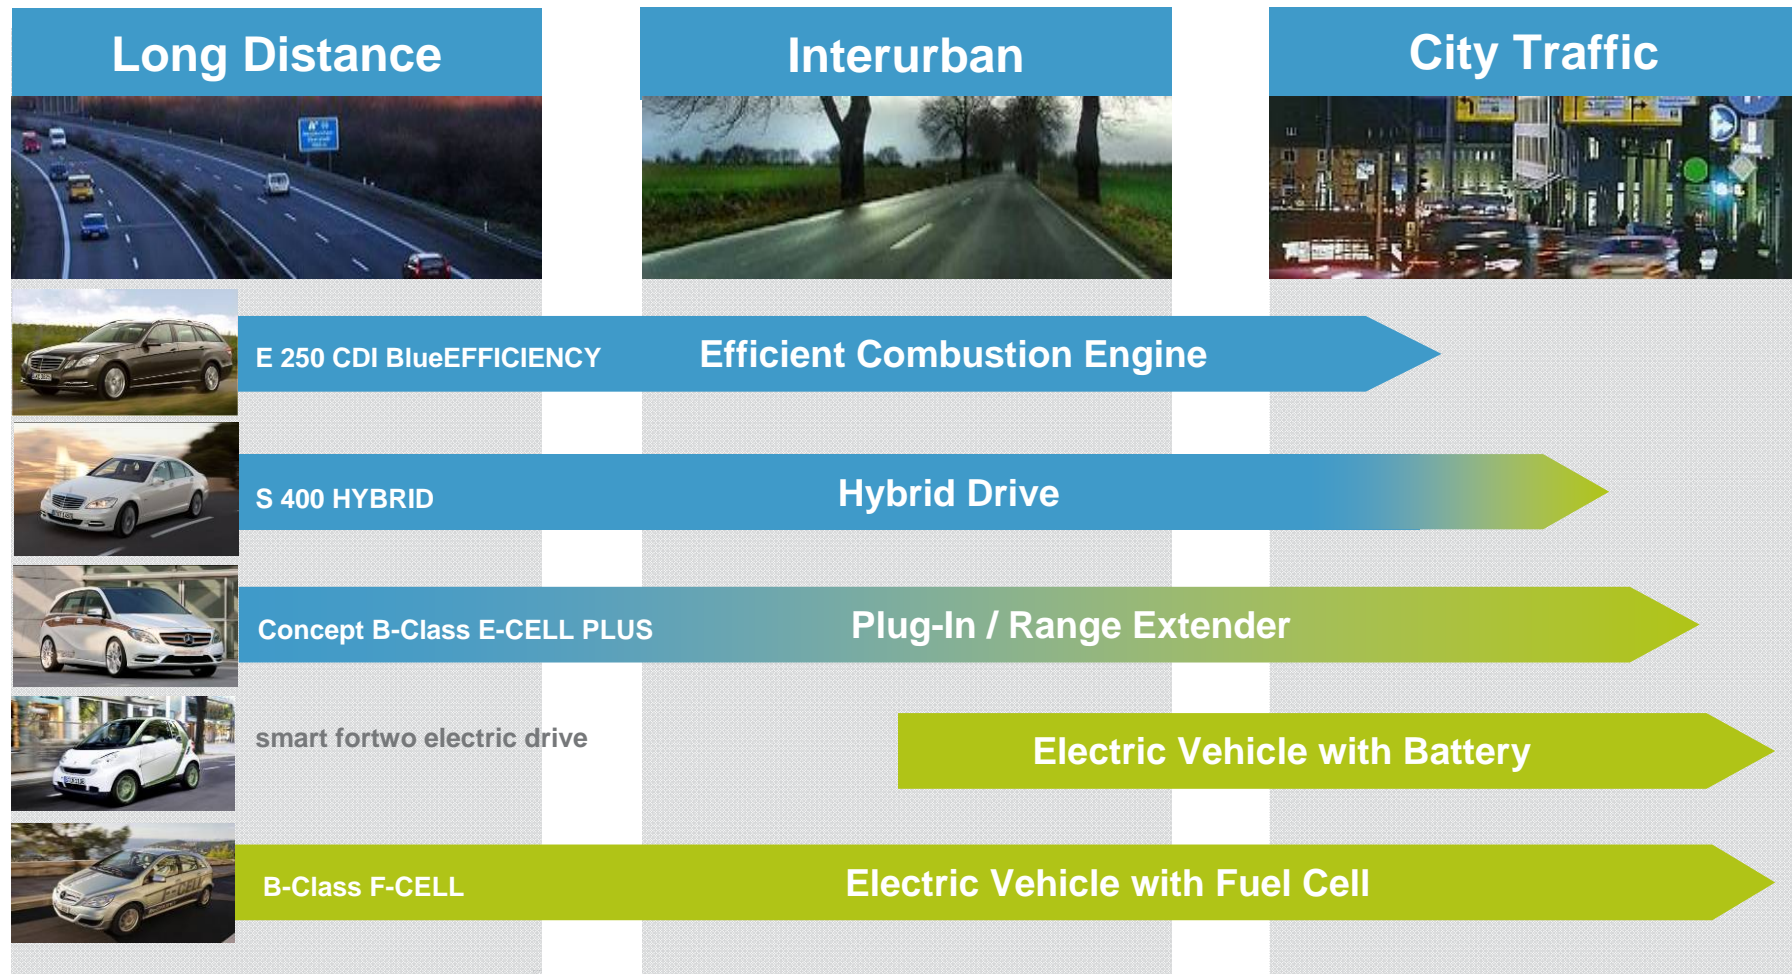 Long Distance
Interurban
City Traffic
E 250 CDI BlueEFFICIENCY
Efficient Combustion Engine
S 400 HYBRID
Hybrid Drive
Concept B-Class E-CELL PLUS
Plug-In / Range Extender
smart fortwo electric drive
Electric Vehicle with Battery
F-CELL
B-Class F-CELL
Electric Vehicle with Fuel Cell